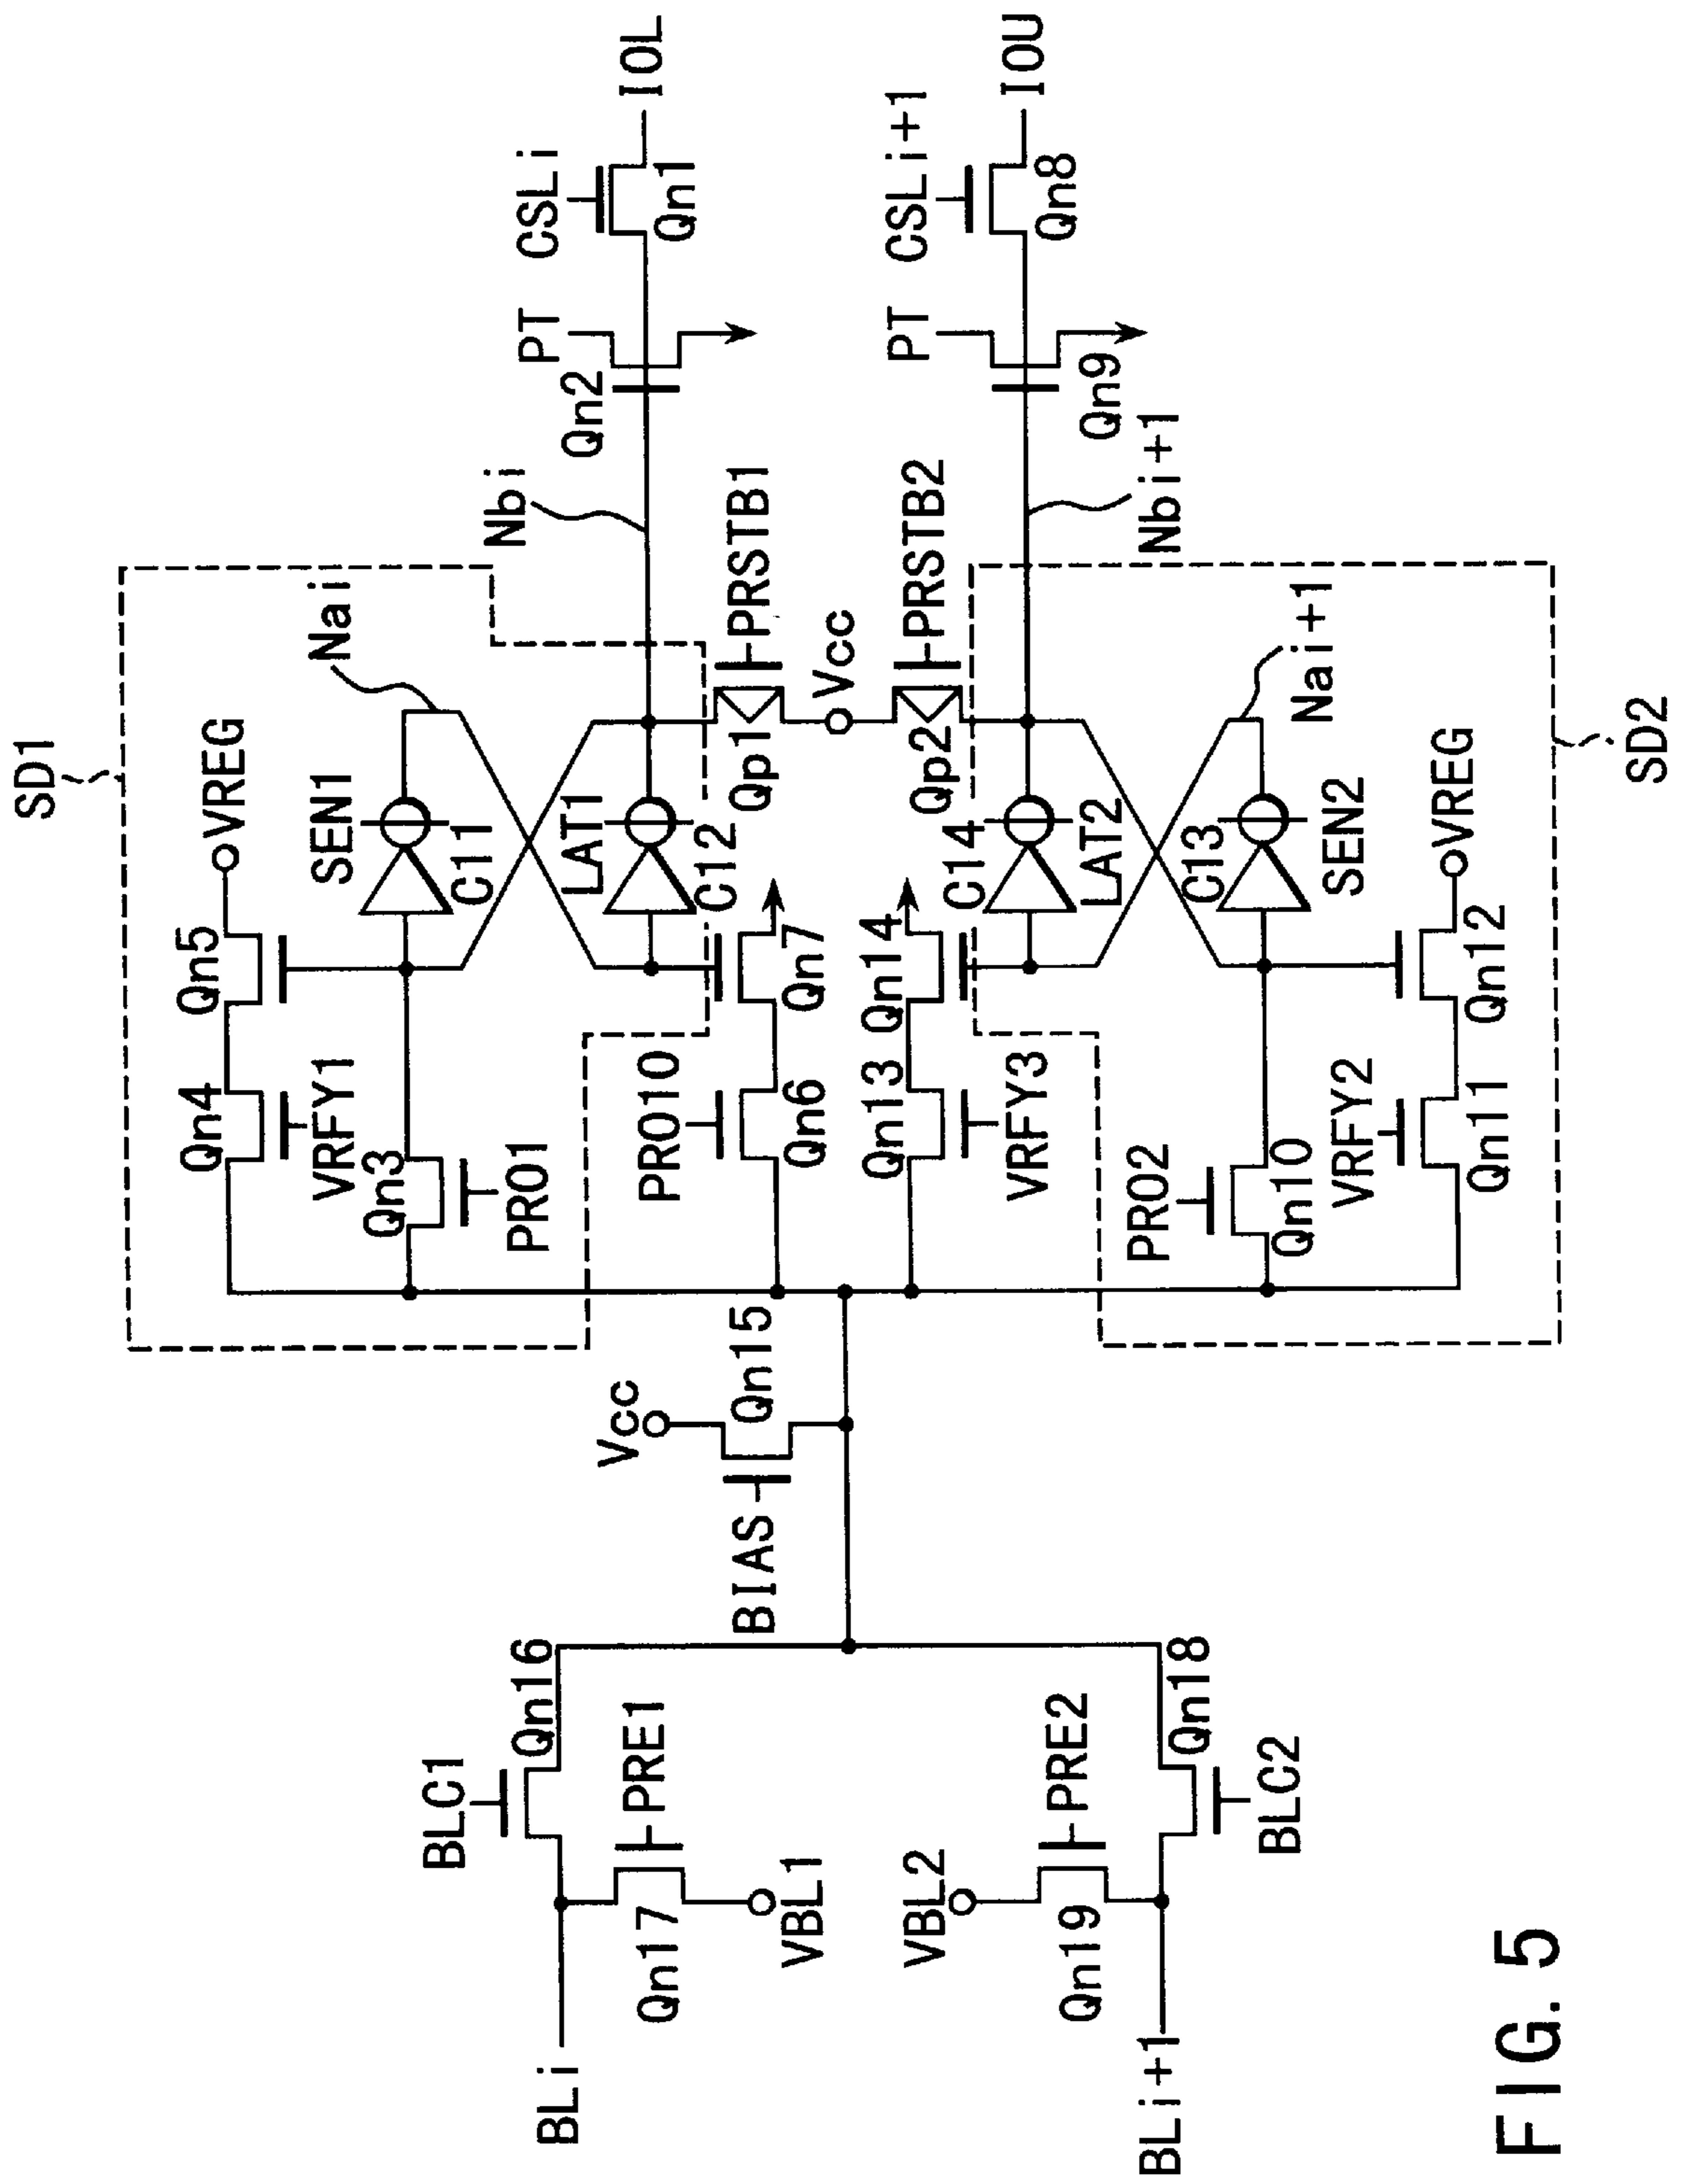 SD1
VREG
Qn5
Qn4
VRFY1
SEN1
C11
Nai
Qn3
PRO1
LAT1
C12
Nbi
PT
CSLi
IOL
Qn2
Qn1
PRSTB1
Qp1
Vcc
PRO10
Qn6
Qn7
BLC1
Qn16
PRE1
BLi
Qn17
VBL1
BIAS
Vcc
Qn15
VBL2
PRE2
Qn19
BLi+1
Qn18
BLC2
Qn13
Qn14
VRFY3
C14
LAT2
Qp2
PRSTB2
PT
CSLi+1
IOU
Qn9
Qn8
Nbi+1
PRO2
Qn10
C13
SEN2
Nai+1
VRFY2
Qn11
Qn12
VREG
SD2
FIG. 5